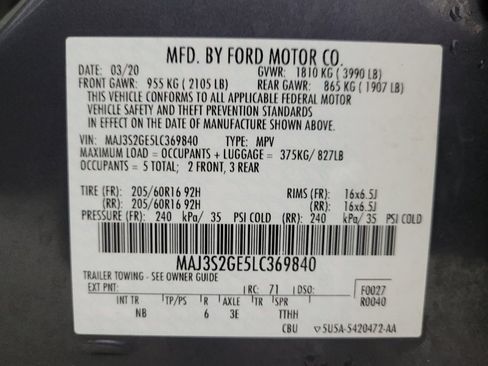 MFD. BY FORD MOTOR CO.
DATE: 03/20 GVWR: 1810 KG ( 3990 LB)
FRONT GAWR: 955 KG ( 2105 LB) REAR GAWR: 865 KG ( 1907 LB)
THIS VEHICLE CONFORMS TO ALL APPLICABLE FEDERAL MOTOR
VEHICLE SAFETY AND THEFT PREVENTION STANDARDS
IN EFFECT ON THE DATE OF MANUFACTURE SHOWN ABOVE.
VIN: MAJ3S2GE5LC369840 TYPE: MPV
MAXIMUM LOAD = OCCUPANTS + LUGGAGE = 375KG/ 827LB
OCCUPANTS = 5 TOTAL; 2 FRONT, 3 REAR
TIRE (FR): 205/60R16 92H RIMS (FR): 16x6.5J
(RR): 205/60R16 92H (RR): 16x6.5J
PRESSURE (FR): 240 kPa/ 35 PSI COLD (RR): 240 kPa/ 35 PSI COLD
MAJ3S2GE5LC369840
TRAILER TOWING - SEE OWNER GUIDE
EXT PNT: RC: 71 DSO: F0027
R0040
INT TR TP/PS R AXLE TR SPR
NB 6 3E TTHH
CBU 5U5A-5420472-AA